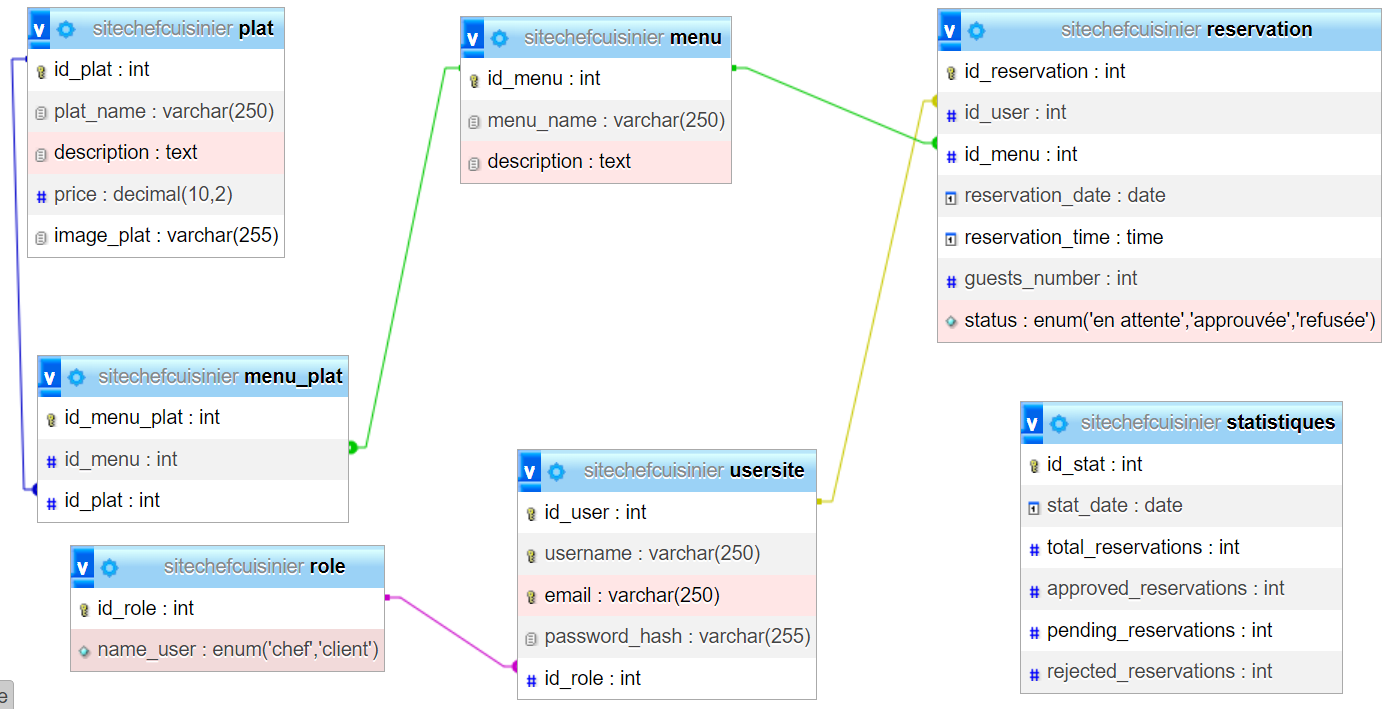 sitechefcuisinier plat
id_plat : int
plat_name : varchar(250)
description : text
price : decimal(10,2)
image_plat : varchar(255)
sitechefcuisinier menu
id_menu : int
menu_name : varchar(250)
description : text
sitechefcuisinier reservation
id_reservation : int
id_user : int
id_menu : int
reservation_date : date
reservation_time : time
guests_number : int
status : enum('en attente','approuvée','refusée')
sitechefcuisinier menu_plat
id_menu_plat : int
id_menu : int
id_plat : int
sitechefcuisinier usersite
id_user : int
username : varchar(250)
email : varchar(250)
password_hash : varchar(255)
id_role : int
sitechefcuisinier role
id_role : int
name_user : enum('chef','client')
sitechefcuisinier statistiques
id_stat : int
stat_date : date
total_reservations : int
approved_reservations : int
pending_reservations : int
rejected_reservations : int